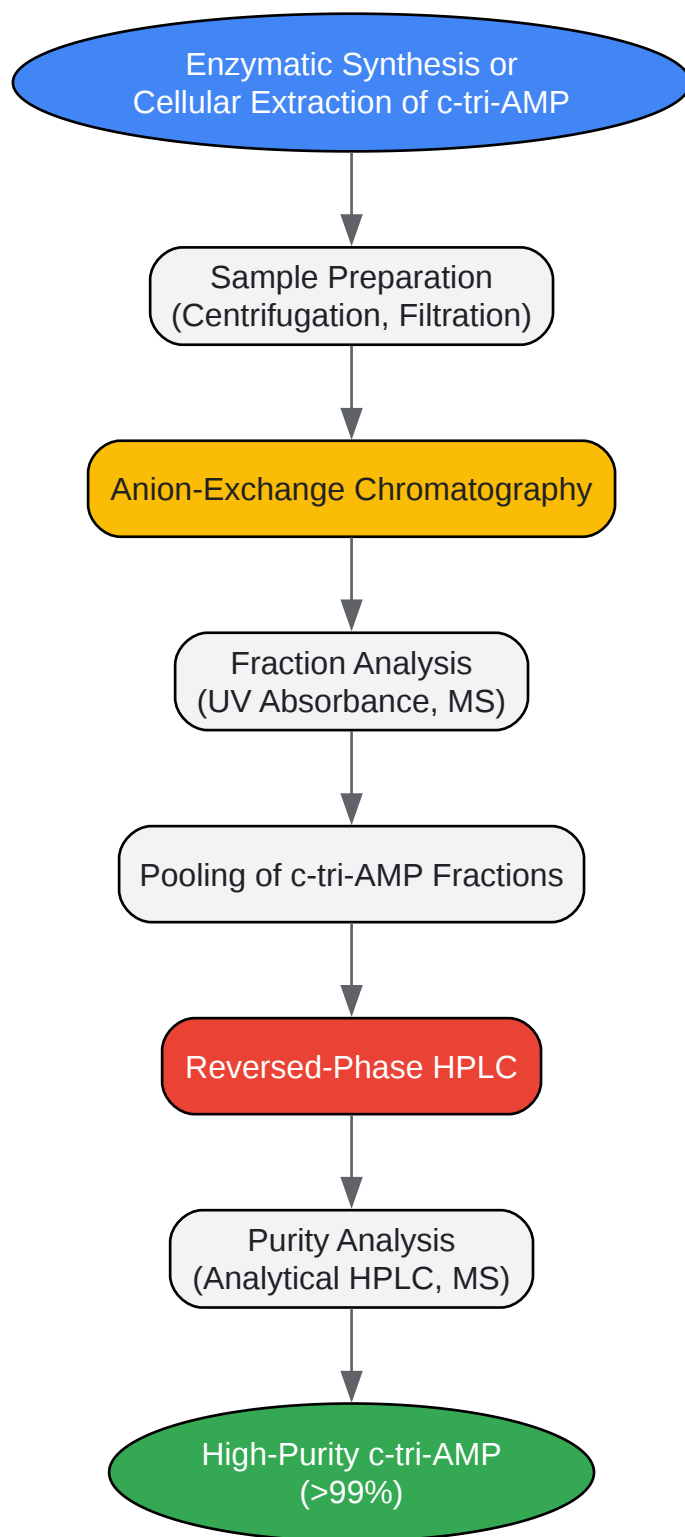 Enzymatic Synthesis or
Cellular Extraction of c-tri-AMP
Sample Preparation
(Centrifugation, Filtration)
Anion-Exchange Chromatography
Fraction Analysis
(UV Absorbance, MS)
Pooling of c-tri-AMP Fractions
Reversed-Phase HPLC
Purity Analysis
(Analytical HPLC, MS)
High-Purity c-tri-AMP
(>99%)